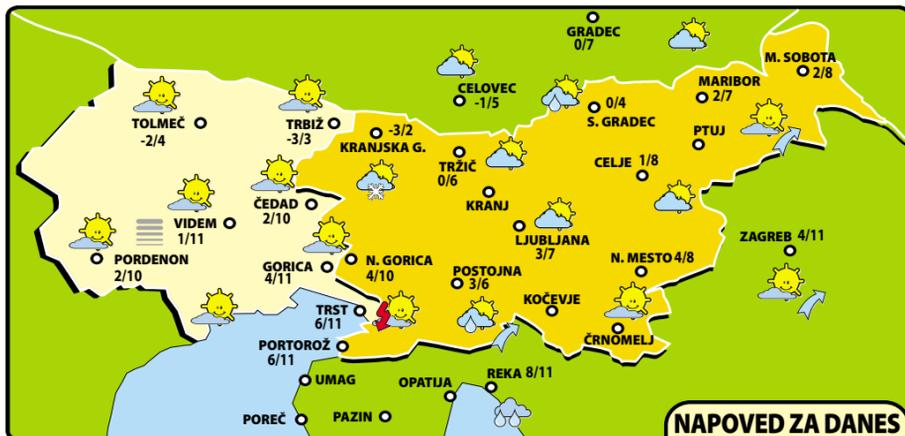 GRADEC
0/7
M. SOBOTA
2/8
CELOVEC
-1/5
MARIBOR
2/7
0/4
S. GRADEC
TOLMEČ
-2/4
TRBIŽ
-3/3
-3/2
KRANJSKA G.
PTUJ
TRŽIČ
0/6
CELJE 1/8
KRANJ
ČEDAD
2/10
VIDEM
1/11
LJUBLJANA
3/7
ZAGREB 4/11
PORDENON
2/10
GORICA
4/11
N. GORICA
4/10
POSTOJNA
3/6
N. MESTO 4/8
KOČEVJE
TRST
6/11
ČRNOMELJ
PORTOROŽ
6/11
UMAG
OPATIJA
REKA 8/11
POREČ
PAZIN
NAPOVED ZA DANES